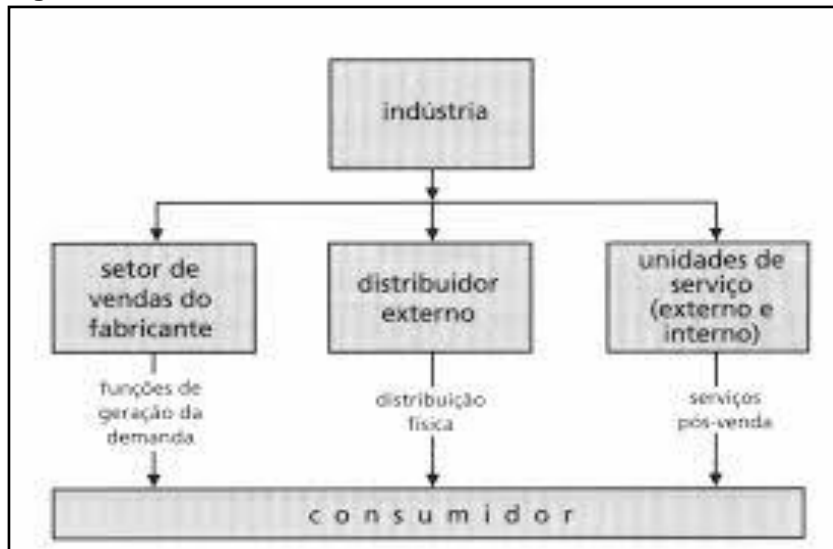 indústria
setor de
vendas do
fabricante
distribuidor
externo
unidades de
serviço
(externo e
interno)
funções de
geração da
demanda
distribuição
física
serviços
pós-venda
consumidor